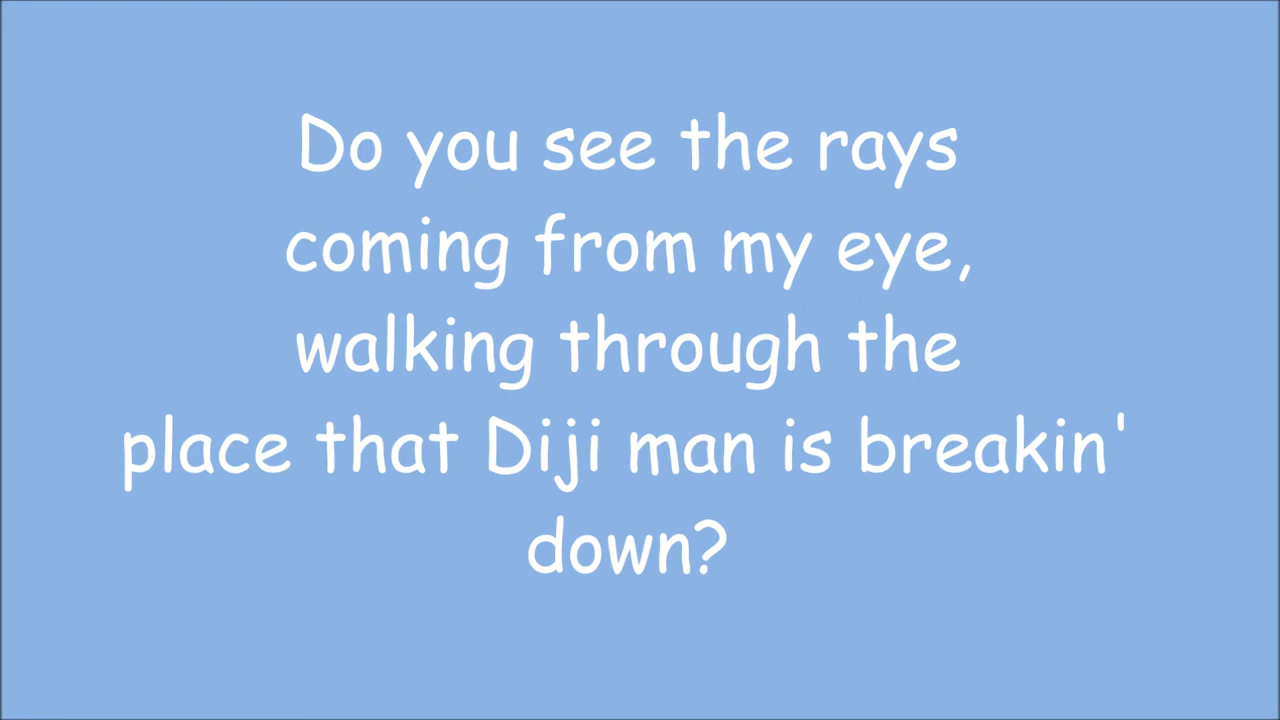 Do you see the rays
coming from my eye,
walking through the
place that Diji man is breakin'
down?